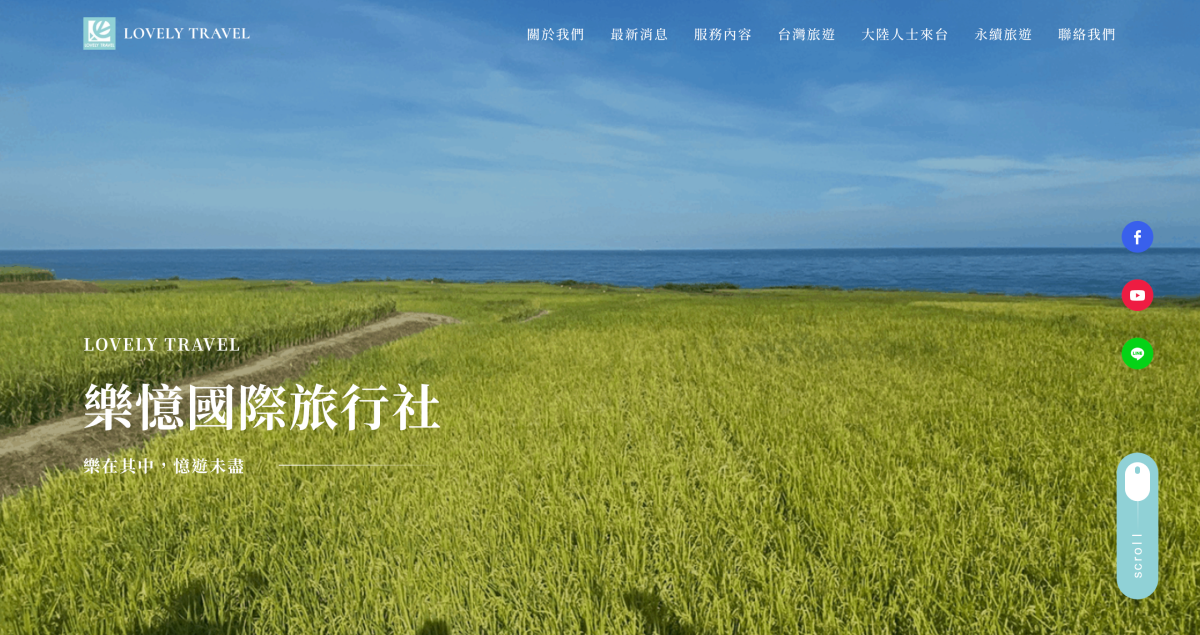 LOVELY TRAVEL
關於我們
最新消息
服務內容
台灣旅遊
大陸人士來台
永續旅遊
聯絡我們
LOVELY TRAVEL
樂憶國際旅行社
樂在其中，憶遊未盡
scroll